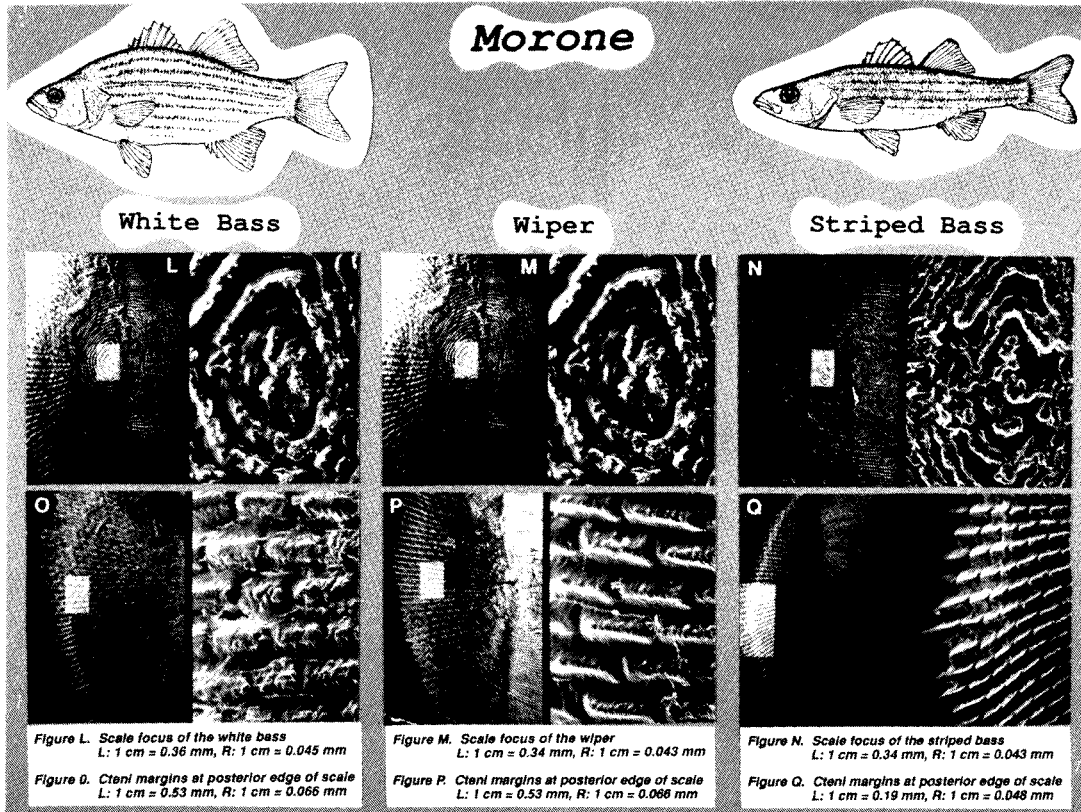 Morone
White Bass
Wiper
Striped Bass
L
M
N
O
P
Q
Figure L. Scale focus of the white bass
L: 1 cm = 0.36 mm, R: 1 cm = 0.045 mm
Figure 0. Cteni margins at posterior edge of scale
L: 1 cm = 0.53 mm, R: 1 cm = 0.066 mm
Figure M. Scale focus of the wiper
L: 1 cm = 0.34 mm, R: 1 cm = 0.043 mm
Figure P. Cteni margins at posterior edge of scale
L: 1 cm = 0.53 mm, R: 1 cm = 0.066 mm
Figure N. Scale focus of the striped bass
L: 1 cm = 0.34 mm, R: 1 cm = 0.043 mm
Figure Q. Cteni margins at posterior edge of scale
L: 1 cm = 0.19 mm, R: 1 cm = 0.048 mm